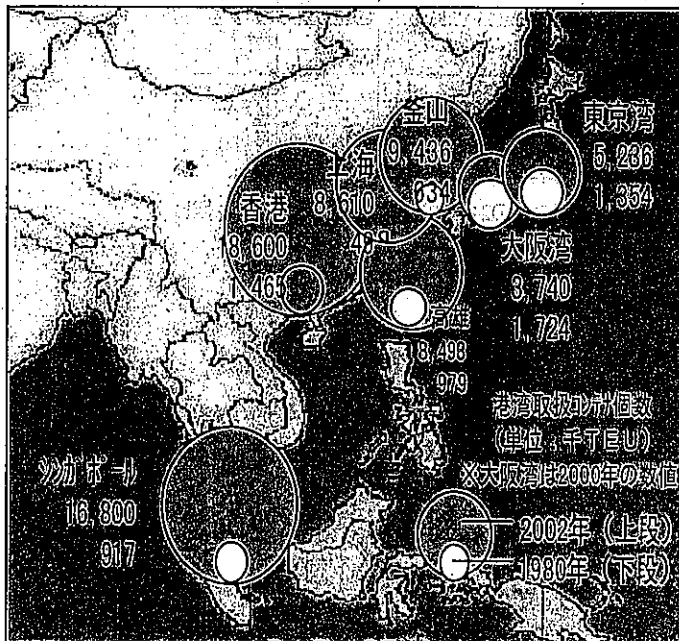 釜山
9,436
634
東京湾
5,236
1,354
上海
8,610
香港
8,600
1,465
大阪湾
3,740
1,724
高雄
8,493
979
港湾取扱ｺﾝﾃﾅ個数
(単位：千TEU)
※大阪湾は2000年の数値
ｼﾝｶﾞﾎﾟｰﾙ
16,800
917
2002年 (上段)
1980年 (下段)